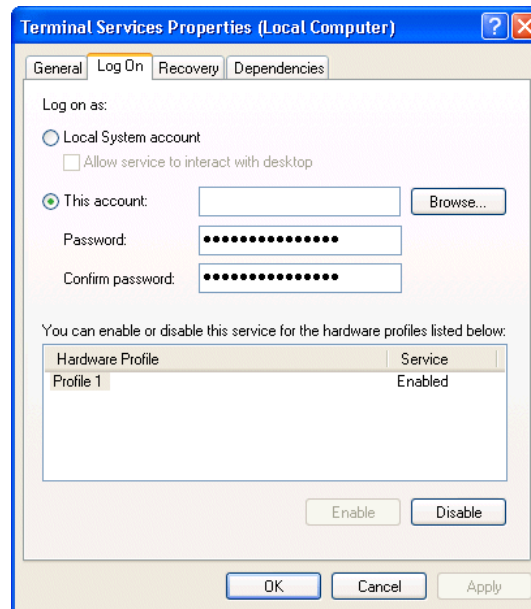 Terminal Services Properties (Local Computer) ?
General Log On Recovery Dependencies
Log on as:
Local System account
Allow service to interact with desktop
This account: Browse...
Password: ●●●●●●●●●●●●●●●
Confirm password: ●●●●●●●●●●●●●●●
You can enable or disable this service for the hardware profiles listed below:
Hardware Profile Service
Profile 1 Enabled
Enable Disable
OK Cancel Apply